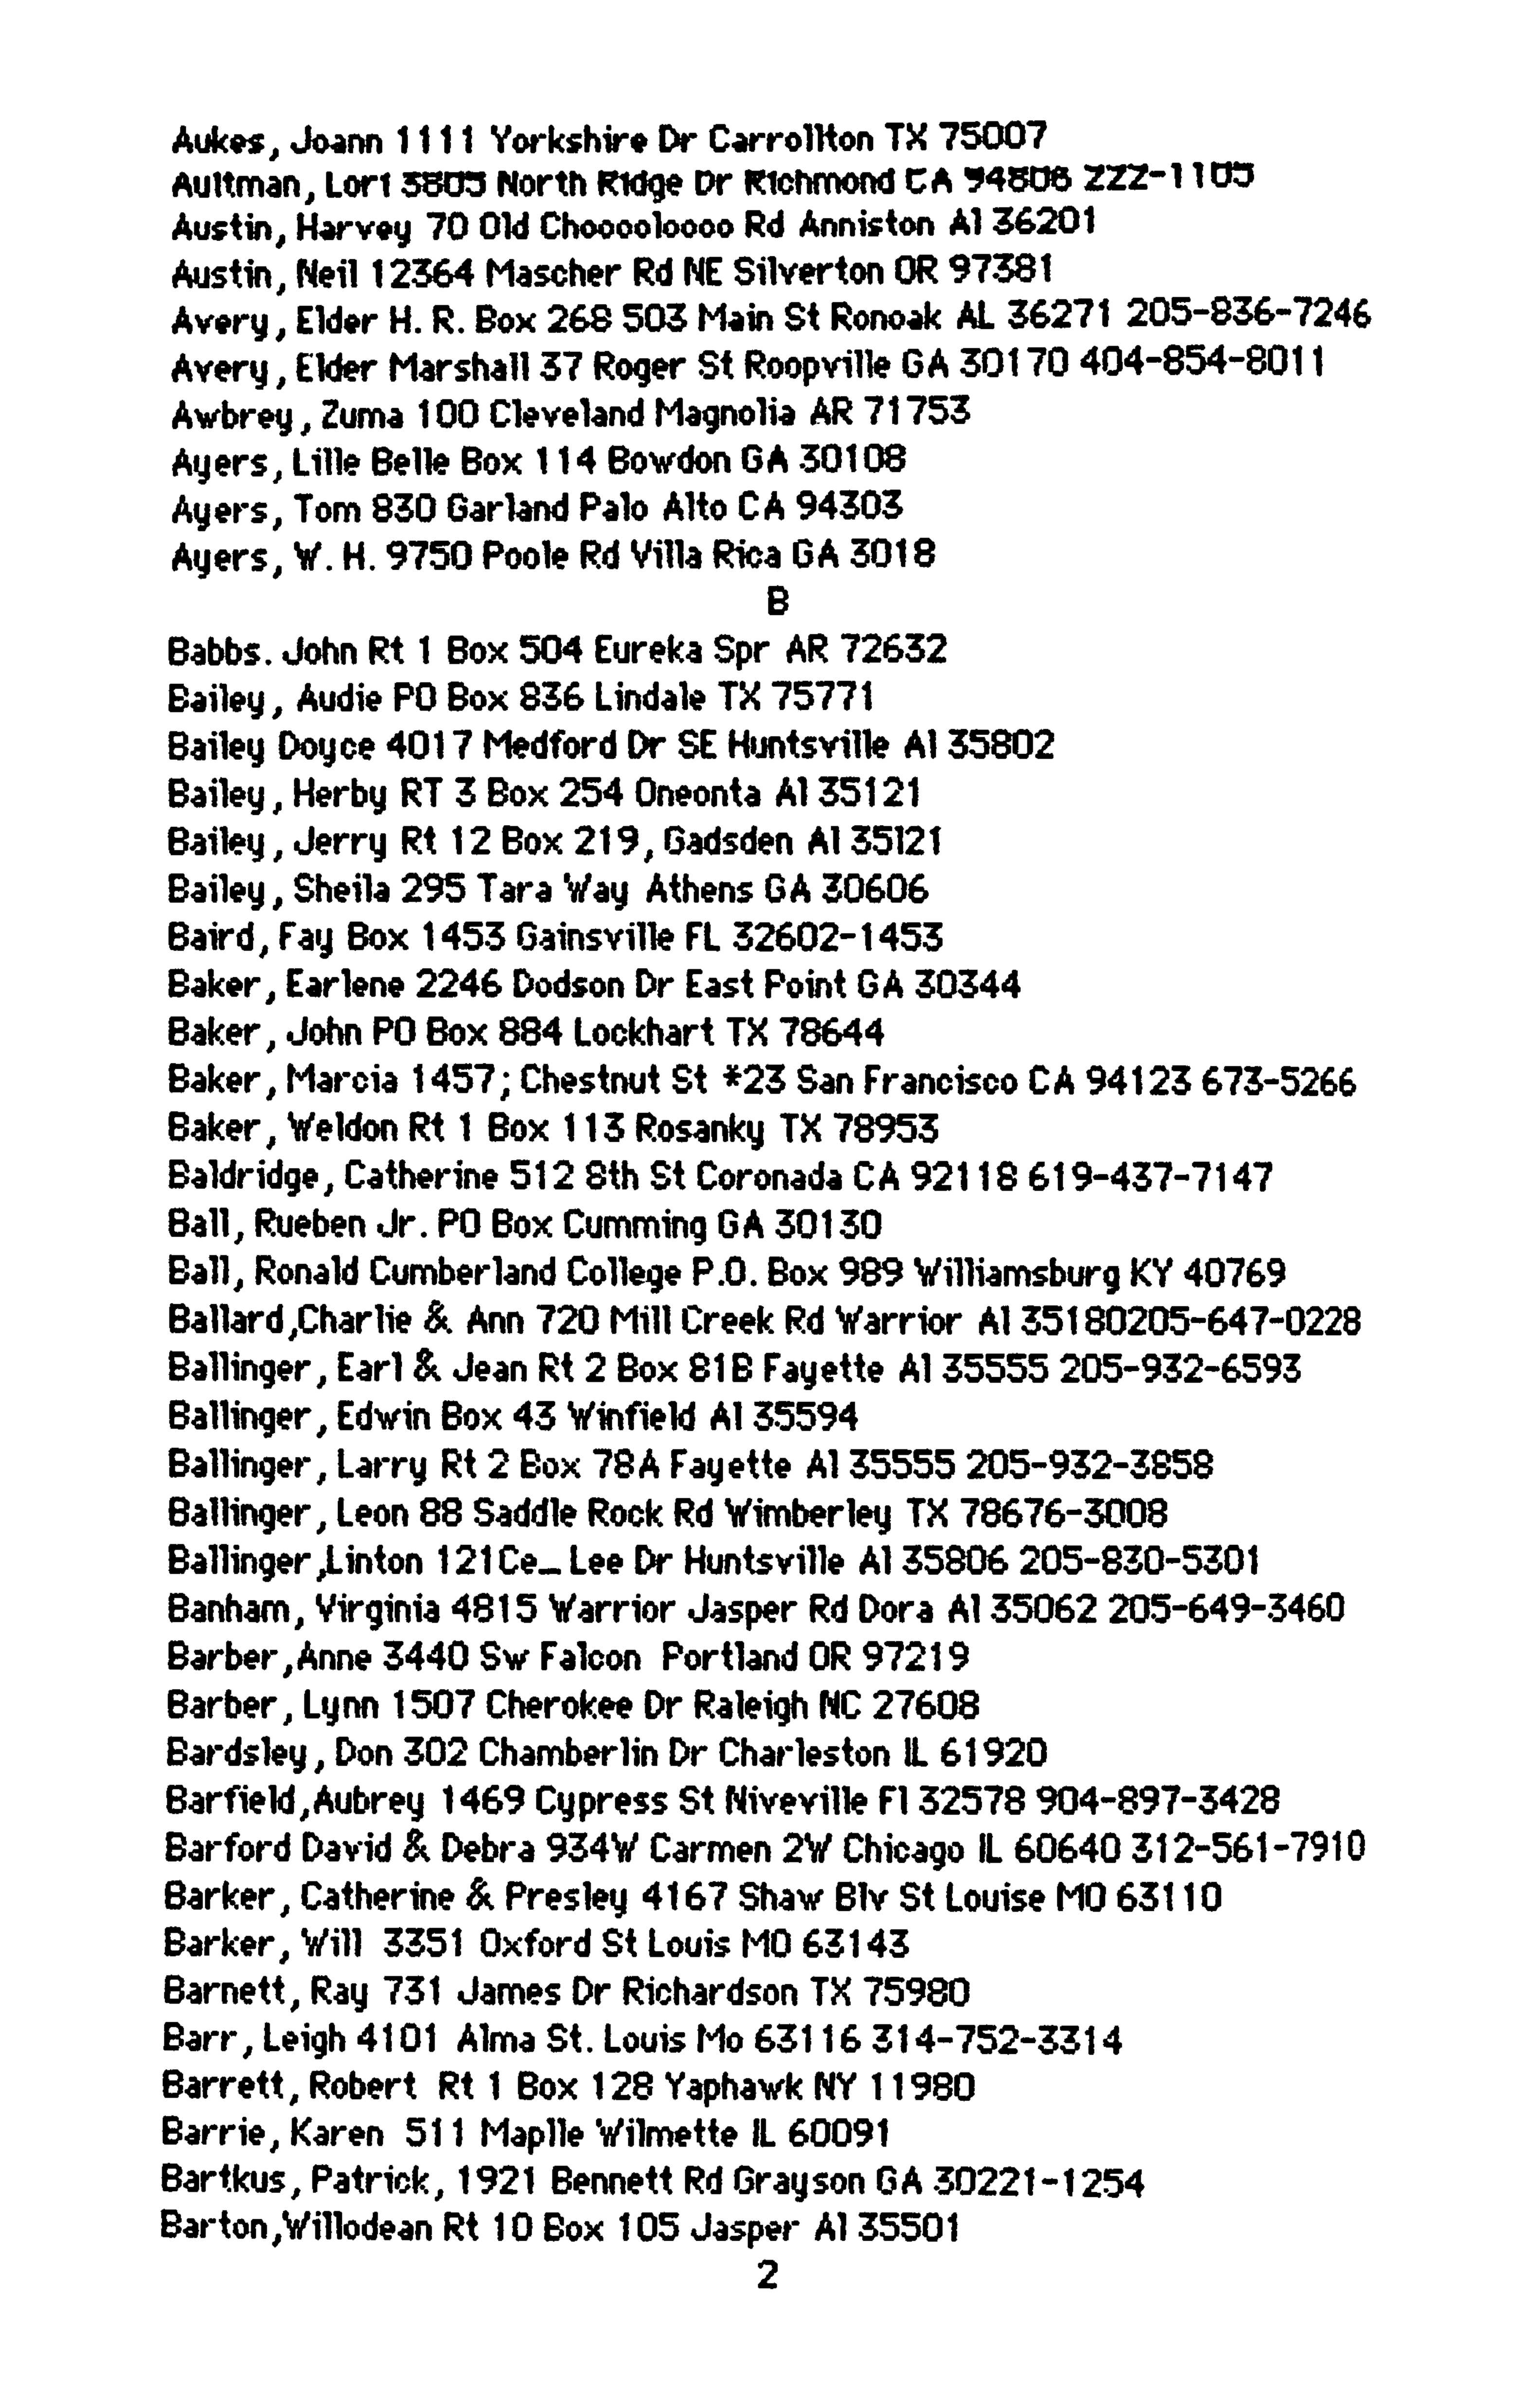 Aukes, Joann 1111 Yorkshire Dr Carrollton TX 75007
Aultman, Lori 3805 North Ridge Dr Richmond CA 94806 222-1105
Austin, Harvey 70 Old Choooolocoo Rd Anniston Al 36201
Austin, Neil 12364 Mascher Rd NE Silverton OR 97381
Avery, Elder H. R. Box 268 503 Main St Ronoak AL 36271 205-836-7246
Avery, Elder Marshall 37 Roger St Roopville GA 30170 404-854-8011
Awbrey, Zuma 100 Cleveland Magnolia AR 71753
Ayers, Lille Belle Box 114 Bowdon GA 30108
Ayers, Tom 830 Garland Palo Alto CA 94303
Ayers, W. H. 9750 Poole Rd Villa Rica GA 3018
B
Babbs. John Rt 1 Box 504 Eureka Spr AR 72632
Bailey, Audie PO Box 836 Lindale TX 75771
Bailey Doyce 4017 Medford Dr SE Huntsville Al 35802
Bailey, Herby RT 3 Box 254 Oneonta Al 35121
Bailey, Jerry Rt 12 Box 219, Gadsden Al 35121
Bailey, Sheila 295 Tara Way Athens GA 30606
Baird, Fay Box 1453 Gainsville FL 32602-1453
Baker, Earlene 2246 Dodson Dr East Point GA 30344
Baker, John PO Box 884 Lockhart TX 78644
Baker, Marcia 1457; Chestnut St *23 San Francisco CA 94123 673-5266
Baker, Weldon Rt 1 Box 113 Rosanky TX 78953
Baldridge, Catherine 512 8th St Coronada CA 92118 619-437-7147
Ball, Rueben Jr. PO Box Cumming GA 30130
Ball, Ronald Cumberland College P.O. Box 989 Williamsburg KY 40769
Ballard,Charlie & Ann 720 Mill Creek Rd Warrior Al 35180205-647-0228
Ballinger, Earl & Jean Rt 2 Box 81B Fayette Al 35555 205-932-6593
Ballinger, Edwin Box 43 Winfield Al 35594
Ballinger, Larry Rt 2 Box 78A Fayette Al 35555 205-932-3858
Ballinger, Leon 88 Saddle Rock Rd Wimberley TX 78676-3008
Ballinger,Linton 121Ce_ Lee Dr Huntsville Al 35806 205-830-5301
Banham, Virginia 4815 Warrior Jasper Rd Dora Al 35062 205-649-3460
Barber,Anne 3440 Sw Falcon Portland OR 97219
Barber, Lynn 1507 Cherokee Dr Raleigh NC 27608
Bardsley, Don 302 Chamberlin Dr Charleston IL 61920
Barfield,Aubrey 1469 Cypress St Niveville Fl 32578 904-897-3428
Barford David & Debra 934W Carmen 2W Chicago IL 60640 312-561-7910
Barker, Catherine & Presley 4167 Shaw Blv St Louise MO 63110
Barker, Will 3351 Oxford St Louis MO 63143
Barnett, Ray 731 James Dr Richardson TX 75980
Barr, Leigh 4101 Alma St. Louis Mo 63116 314-752-3314
Barrett, Robert Rt 1 Box 128 Yaphawk NY 11980
Barrie, Karen 511 Maplle Wilmette IL 60091
Bartkus, Patrick, 1921 Bennett Rd Grayson GA 30221-1254
Barton,Willodean Rt 10 Box 105 Jasper Al 35501
2